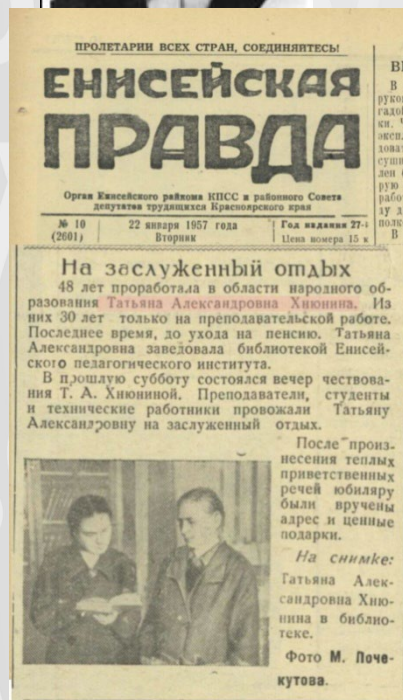 ПРОЛЕТАРИИ ВСЕХ СТРАН, СОЕДИНЯЙТЕСЬ!
ЕНИСЕЙСКАЯ
ПРАВДА
Орган Енисейского райкома КПСС и районного Совета
депутатов трудящихся Красноярского края
№ 10
(2601)
22 января 1957 года
Вторник
Год издания 27-й
Цена номера 15 к
На заслуженный отдых
48 лет проработала в области народного об-
разования Татьяна Александровна Хнюнина. Из
них 30 лет только на преподавательской работе.
Последнее время, до ухода на пенсию, Татьяна
Александровна заведовала библиотекой Енисей-
ского педагогического института.
В прошлую субботу состоялся вечер чествова-
ния Т. А. Хнюниной. Преподаватели, студенты
и технические работники провожали Татьяну
Александровну на заслуженный отдых.
После произ-
несения теплых
приветственных
речей юбиляру
были вручены
адрес и ценные
подарки.
На снимке:
Татьяна Алек-
сандровна Хню-
нина в библио-
теке.
Фото М. Поче-
кутова.